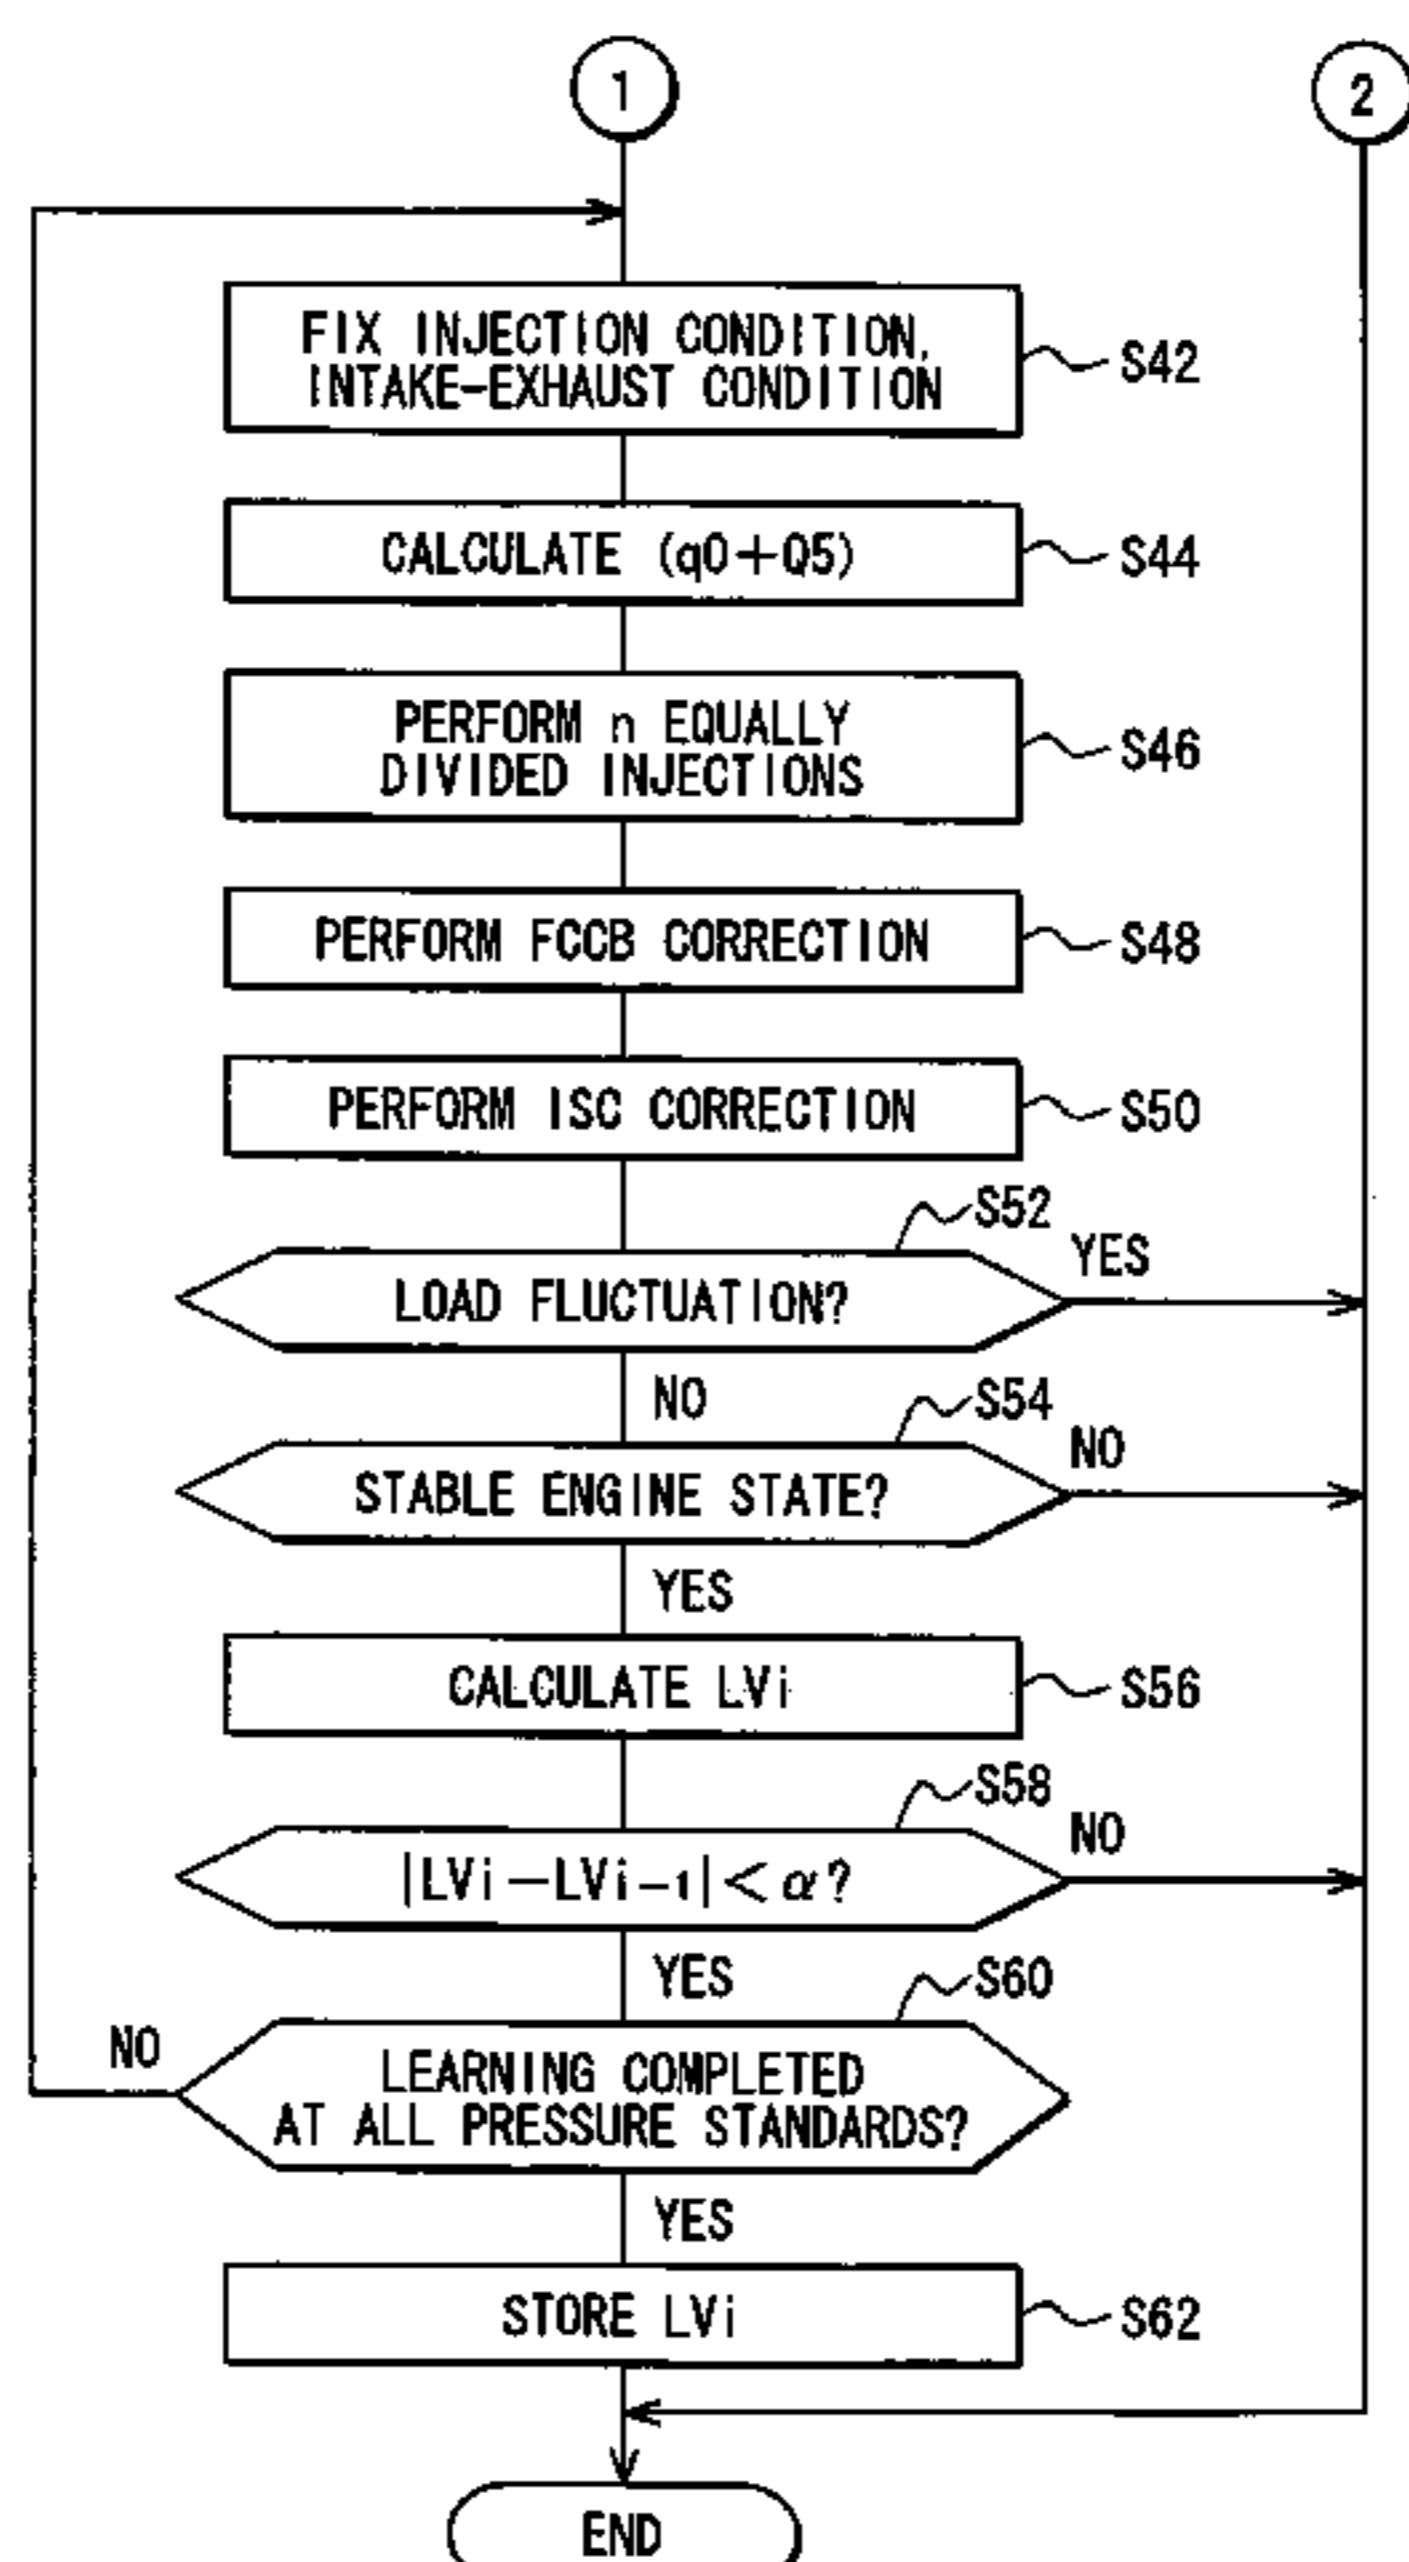 1
2
FIX INJECTION CONDITION,
INTAKE-EXHAUST CONDITION
S42
CALCULATE (q0+Q5)
S44
PERFORM n EQUALLY
DIVIDED INJECTIONS
S46
PERFORM FCCB CORRECTION
S48
PERFORM ISC CORRECTION
S50
S52
LOAD FLUCTUATION?
YES
NO
S54
STABLE ENGINE STATE?
NO
YES
CALCULATE LVi
S56
S58
|LVi-LVi-1|<α?
NO
YES
S60
NO
LEARNING COMPLETED
AT ALL PRESSURE STANDARDS?
YES
STORE LVi
S62
END